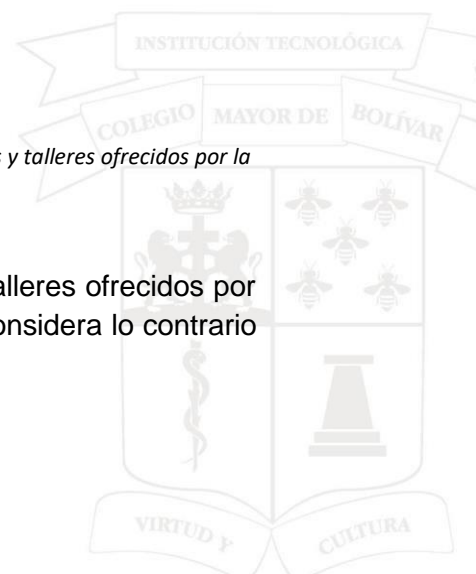 INSTITUCIÓN TECNOLÓGICA
COLEGIO MAYOR DE BOLÍVAR
y talleres ofrecidos por la
alleres ofrecidos por
onsidera lo contrario
VIRTUD Y CULTURA